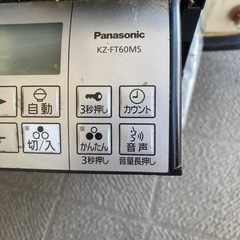 Panasonic
KZ-FT60MS
自動
3秒押し
カウント
切/入
かんたん
音声
3秒押し
音量長押し